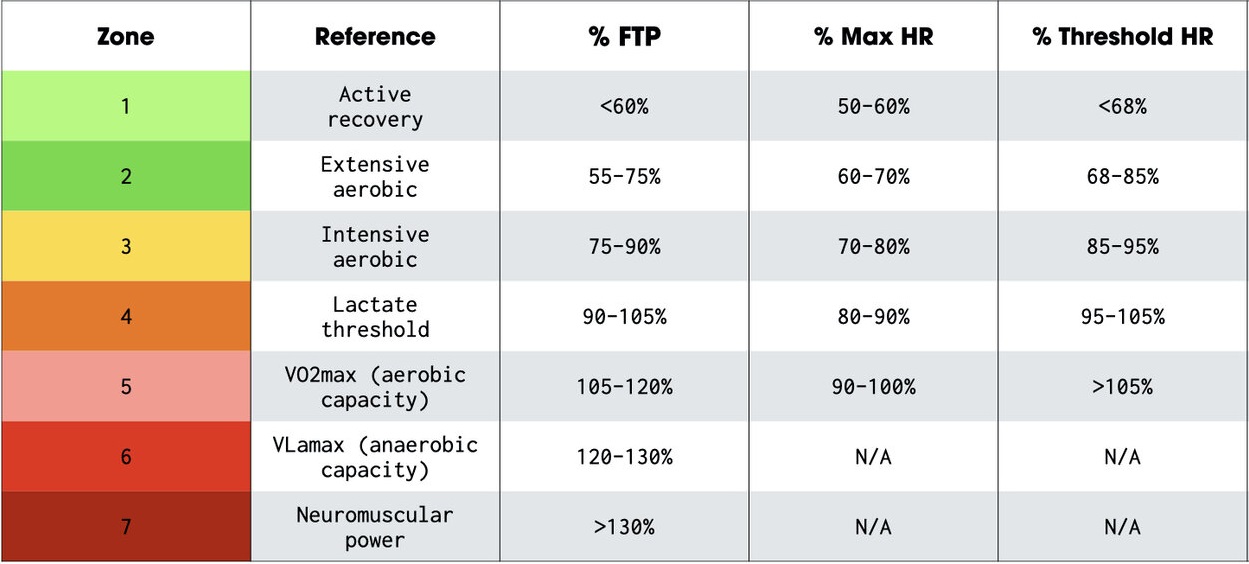 Zone Reference % FTP % Max HR % Threshold HR
1 Active recovery <60% 50-60% <68%
2 Extensive aerobic 55-75% 60-70% 68-85%
3 Intensive aerobic 75-90% 70-80% 85-95%
4 Lactate threshold 90-105% 80-90% 95-105%
5 VO2max (aerobic capacity) 105-120% 90-100% >105%
6 VLamax (anaerobic capacity) 120-130% N/A N/A
7 Neuromuscular power >130% N/A N/A